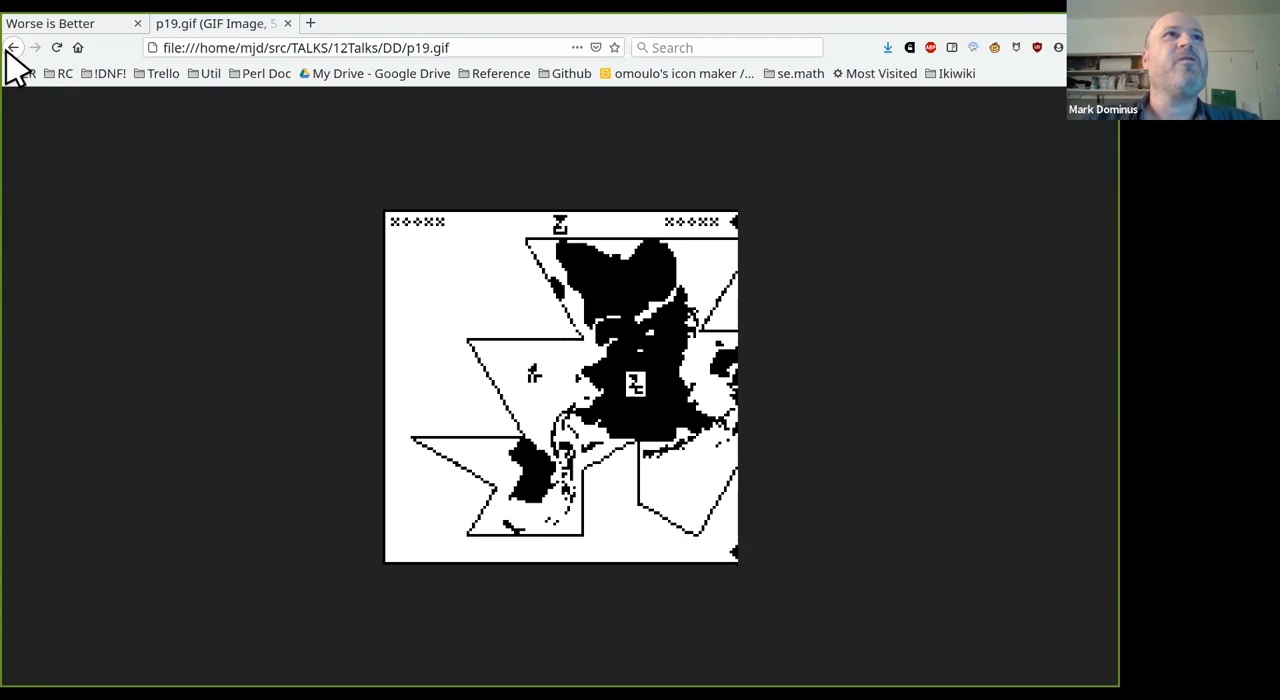 Worse is Better
p19.gif (GIF Image, 5
file:///home/mjd/src/TALKS/12Talks/DD/p19.gif
Search
RC !DNF! Trello Util Perl Doc My Drive - Google Drive Reference Github omoulo's icon maker /... se.math Most Visited Ikiwiki
ABP
Mark Dominus